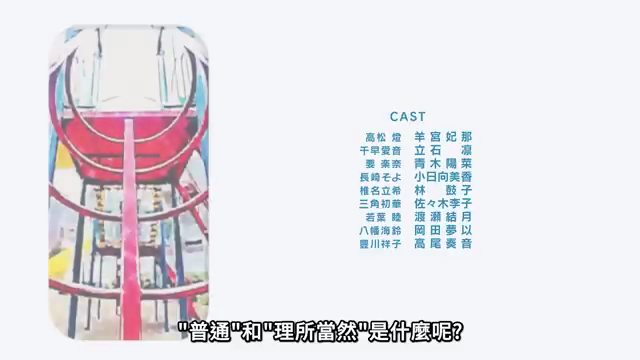 CAST
高松 燈 羊宮妃那
千早愛音 立石 凛
要 楽奈 青木陽菜
長崎そよ 小日向美香
椎名立希 林 鼓子
三角初華 佐々木李子
若葉 睦 渡瀬結月
八幡海鈴 岡田夢以
豊川祥子 高尾奏音
"普通"和"理所當然"是什麼呢?